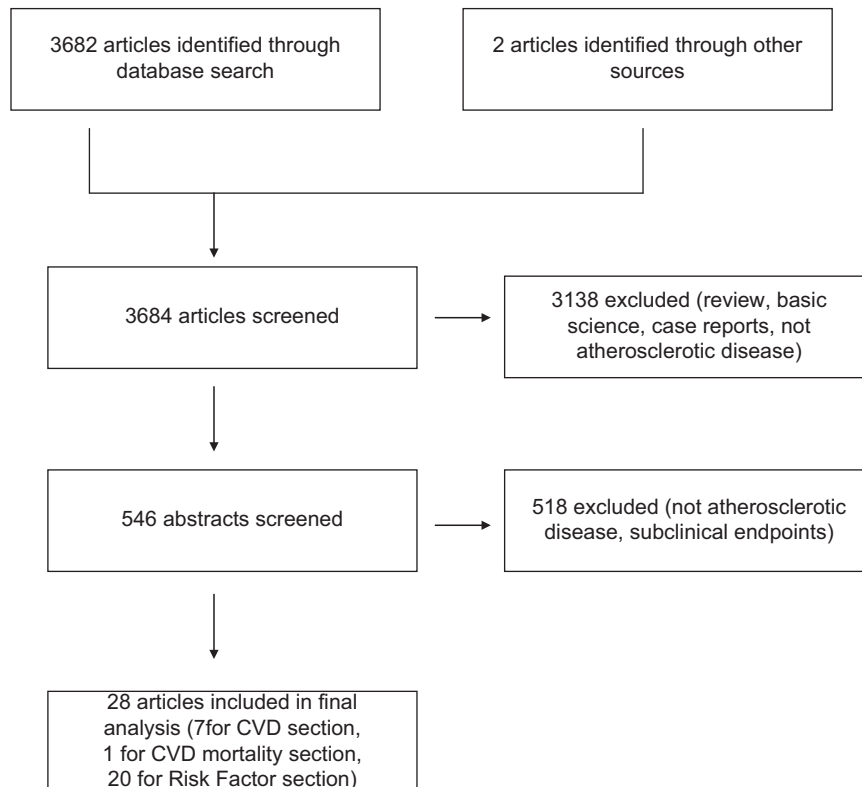 3682 articles identified through
database search
2 articles identified through other
sources
3684 articles screened
3138 excluded (review, basic
science, case reports, not
atherosclerotic disease)
546 abstracts screened
518 excluded (not atherosclerotic
disease, subclinical endpoints)
28 articles included in final
analysis (7for CVD section,
1 for CVD mortality section,
20 for Risk Factor section)